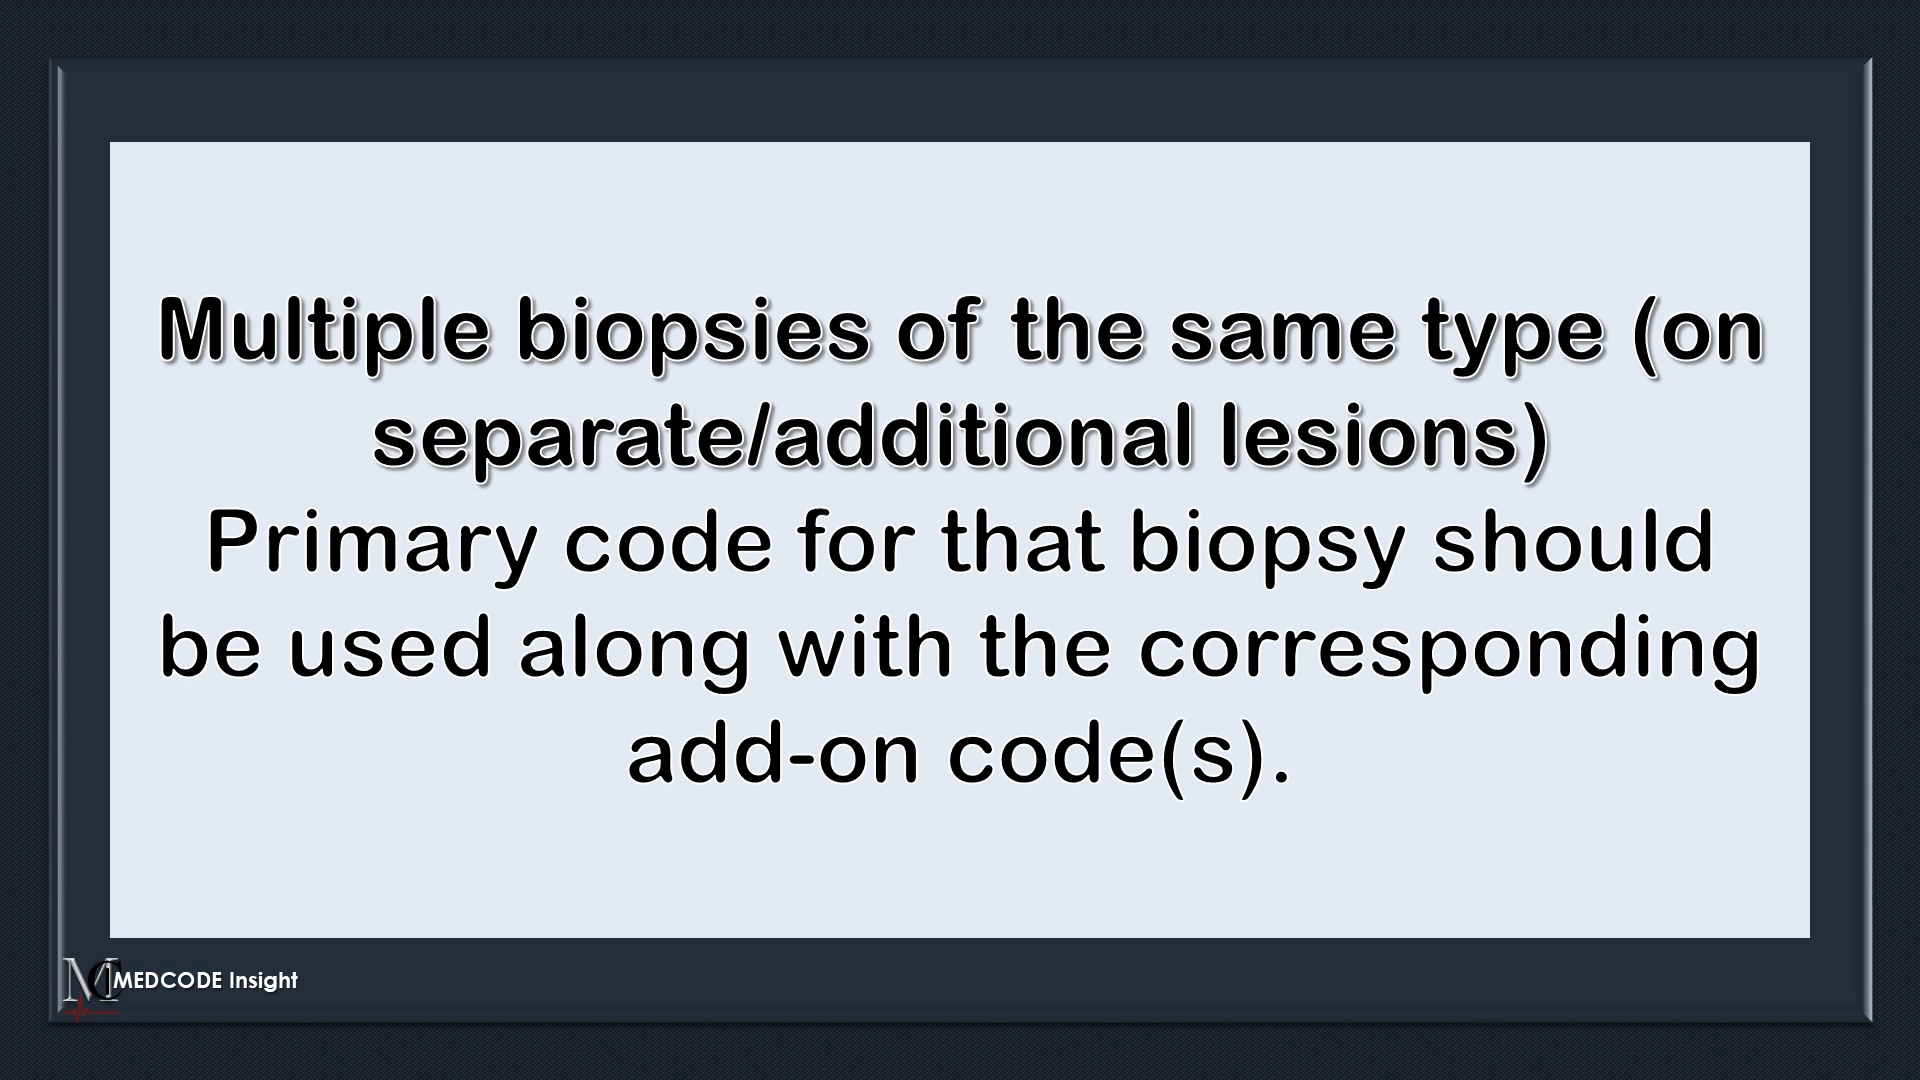 Multiple biopsies of the same type (on
separate/additional lesions)
Primary code for that biopsy should
be used along with the corresponding
add-on code(s).
MC MEDCODE Insight